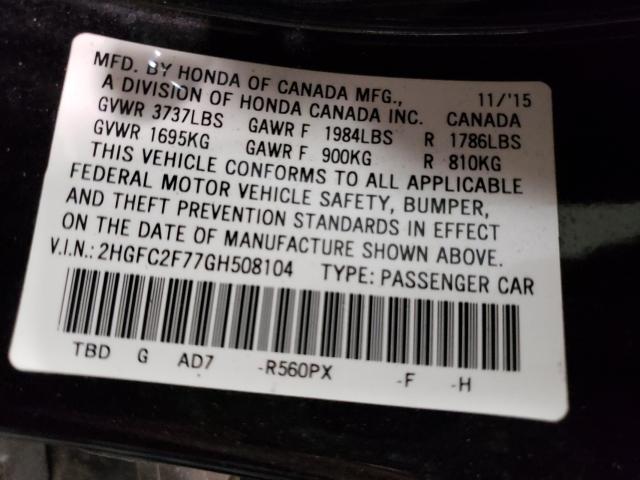 MFD. BY HONDA OF CANADA MFG., 11/'15
A DIVISION OF HONDA CANADA INC. CANADA
GVWR 3737LBS GAWR F 1984LBS R 1786LBS
GVWR 1695KG GAWR F 900KG R 810KG
THIS VEHICLE CONFORMS TO ALL APPLICABLE
FEDERAL MOTOR VEHICLE SAFETY, BUMPER,
AND THEFT PREVENTION STANDARDS IN EFFECT
ON THE DATE OF MANUFACTURE SHOWN ABOVE.
V.I.N.: 2HGFC2F77GH508104 TYPE: PASSENGER CAR
TBD G AD7 -R560PX -F -H